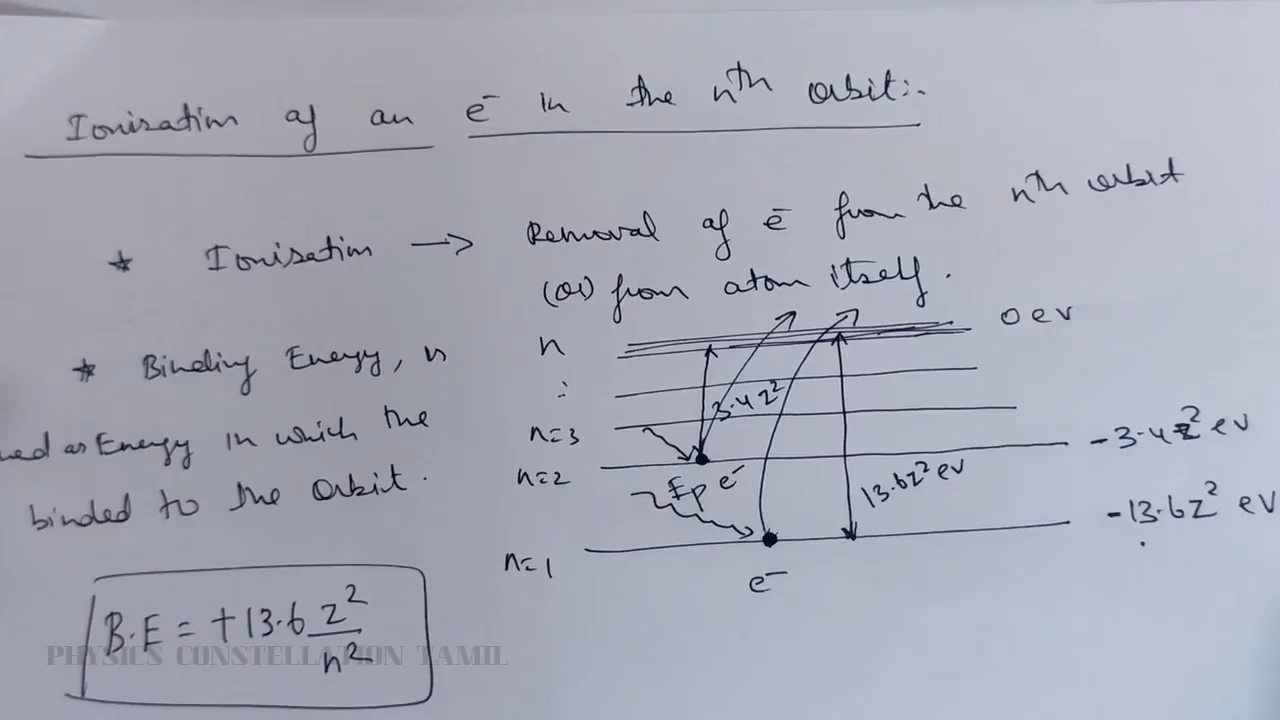 Ionisation of an e⁻ in the nth orbit:-
* Ionisation → Removal of e⁻ from the nth orbit
(or) from atom itself.
* Binding Energy, is
ned as Energy in which the
binded to the orbit.
B.E = +13.6 Z²/n²
n
0 ev
:
n=3
3.4Z²
n=2
-3.4Z² ev
Ep
e⁻
13.6Z² ev
n=1
-13.6Z² ev
e⁻
PHYSICS CONSTELLATION TAMIL